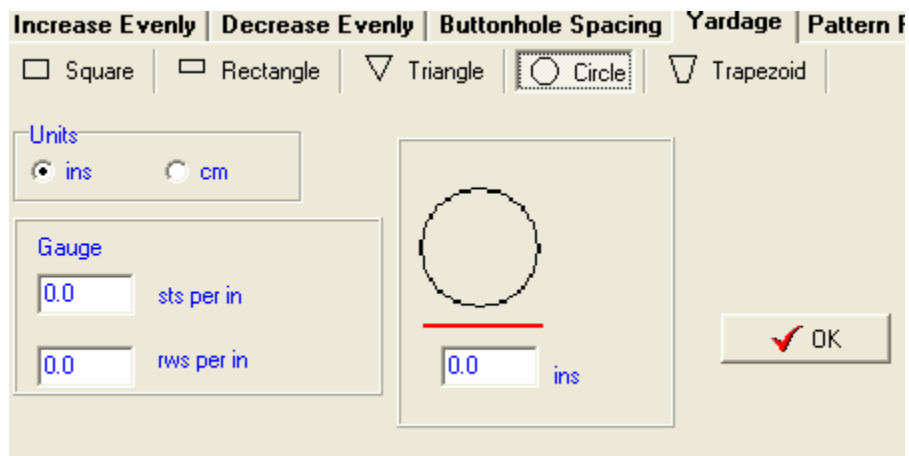 Increase Evenly Decrease Evenly Buttonhole Spacing Yardage Pattern
Square Rectangle Triangle Circle Trapezoid
Units
ins cm
Gauge
0.0 sts per in
0.0 rws per in
0.0 ins
OK